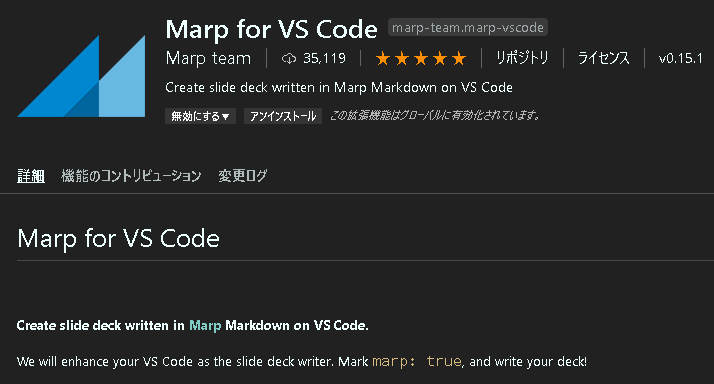 Marp for VS Code marp-team.marp-vscode
Marp team 35,119 リポジトリ ライセンス v0.15.1
Create slide deck written in Marp Markdown on VS Code
無効にする▼ アンインストール この拡張機能はグローバルに有効化されています。
詳細 機能のコントリビューション 変更ログ
Marp for VS Code
Create slide deck written in Marp Markdown on VS Code.
We will enhance your VS Code as the slide deck writer. Mark marp: true, and write your deck!